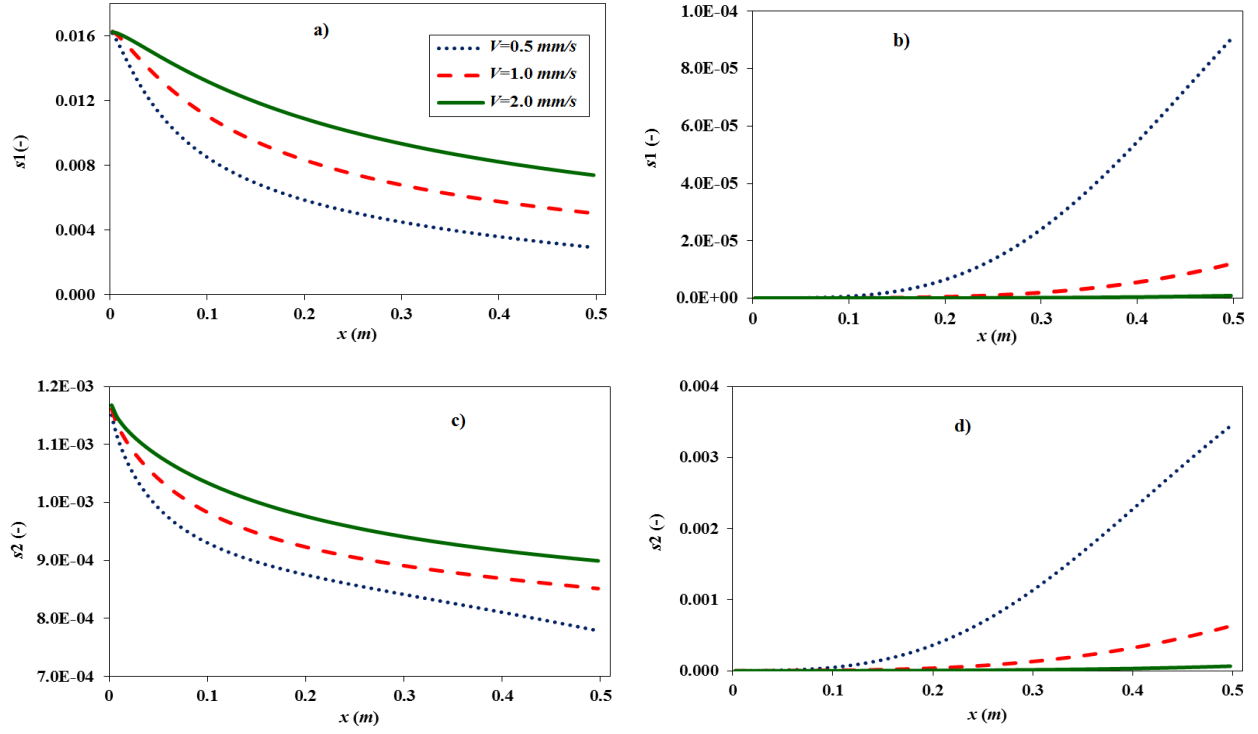 a)
0.016
0.012
0.008
0.004
0.000
s1(-)
V=0.5 mm/s
V=1.0 mm/s
V=2.0 mm/s
0 0.1 0.2 0.3 0.4 0.5
x (m)
b)
1.0E-04
8.0E-05
6.0E-05
4.0E-05
2.0E-05
0.0E+00
s1 (-)
0 0.1 0.2 0.3 0.4 0.5
x (m)
c)
1.2E-03
1.1E-03
1.0E-03
9.0E-04
8.0E-04
7.0E-04
s2 (-)
0 0.1 0.2 0.3 0.4 0.5
x (m)
d)
0.004
0.003
0.002
0.001
0.000
s2 (-)
0 0.1 0.2 0.3 0.4 0.5
x (m)